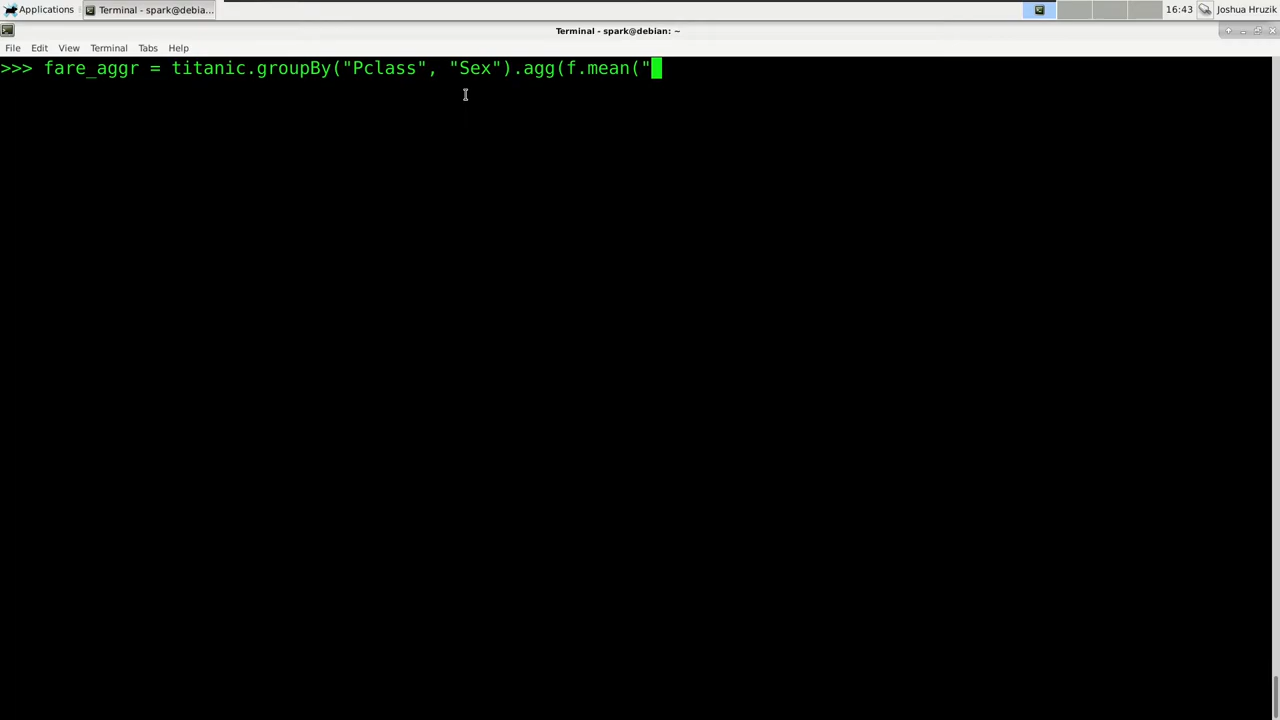 Applications
Terminal - spark@debia...
16:43
Joshua Hruzik
Terminal - spark@debian: ~
File Edit View Terminal Tabs Help
>>> fare_aggr = titanic.groupBy("Pclass", "Sex").agg(f.mean("